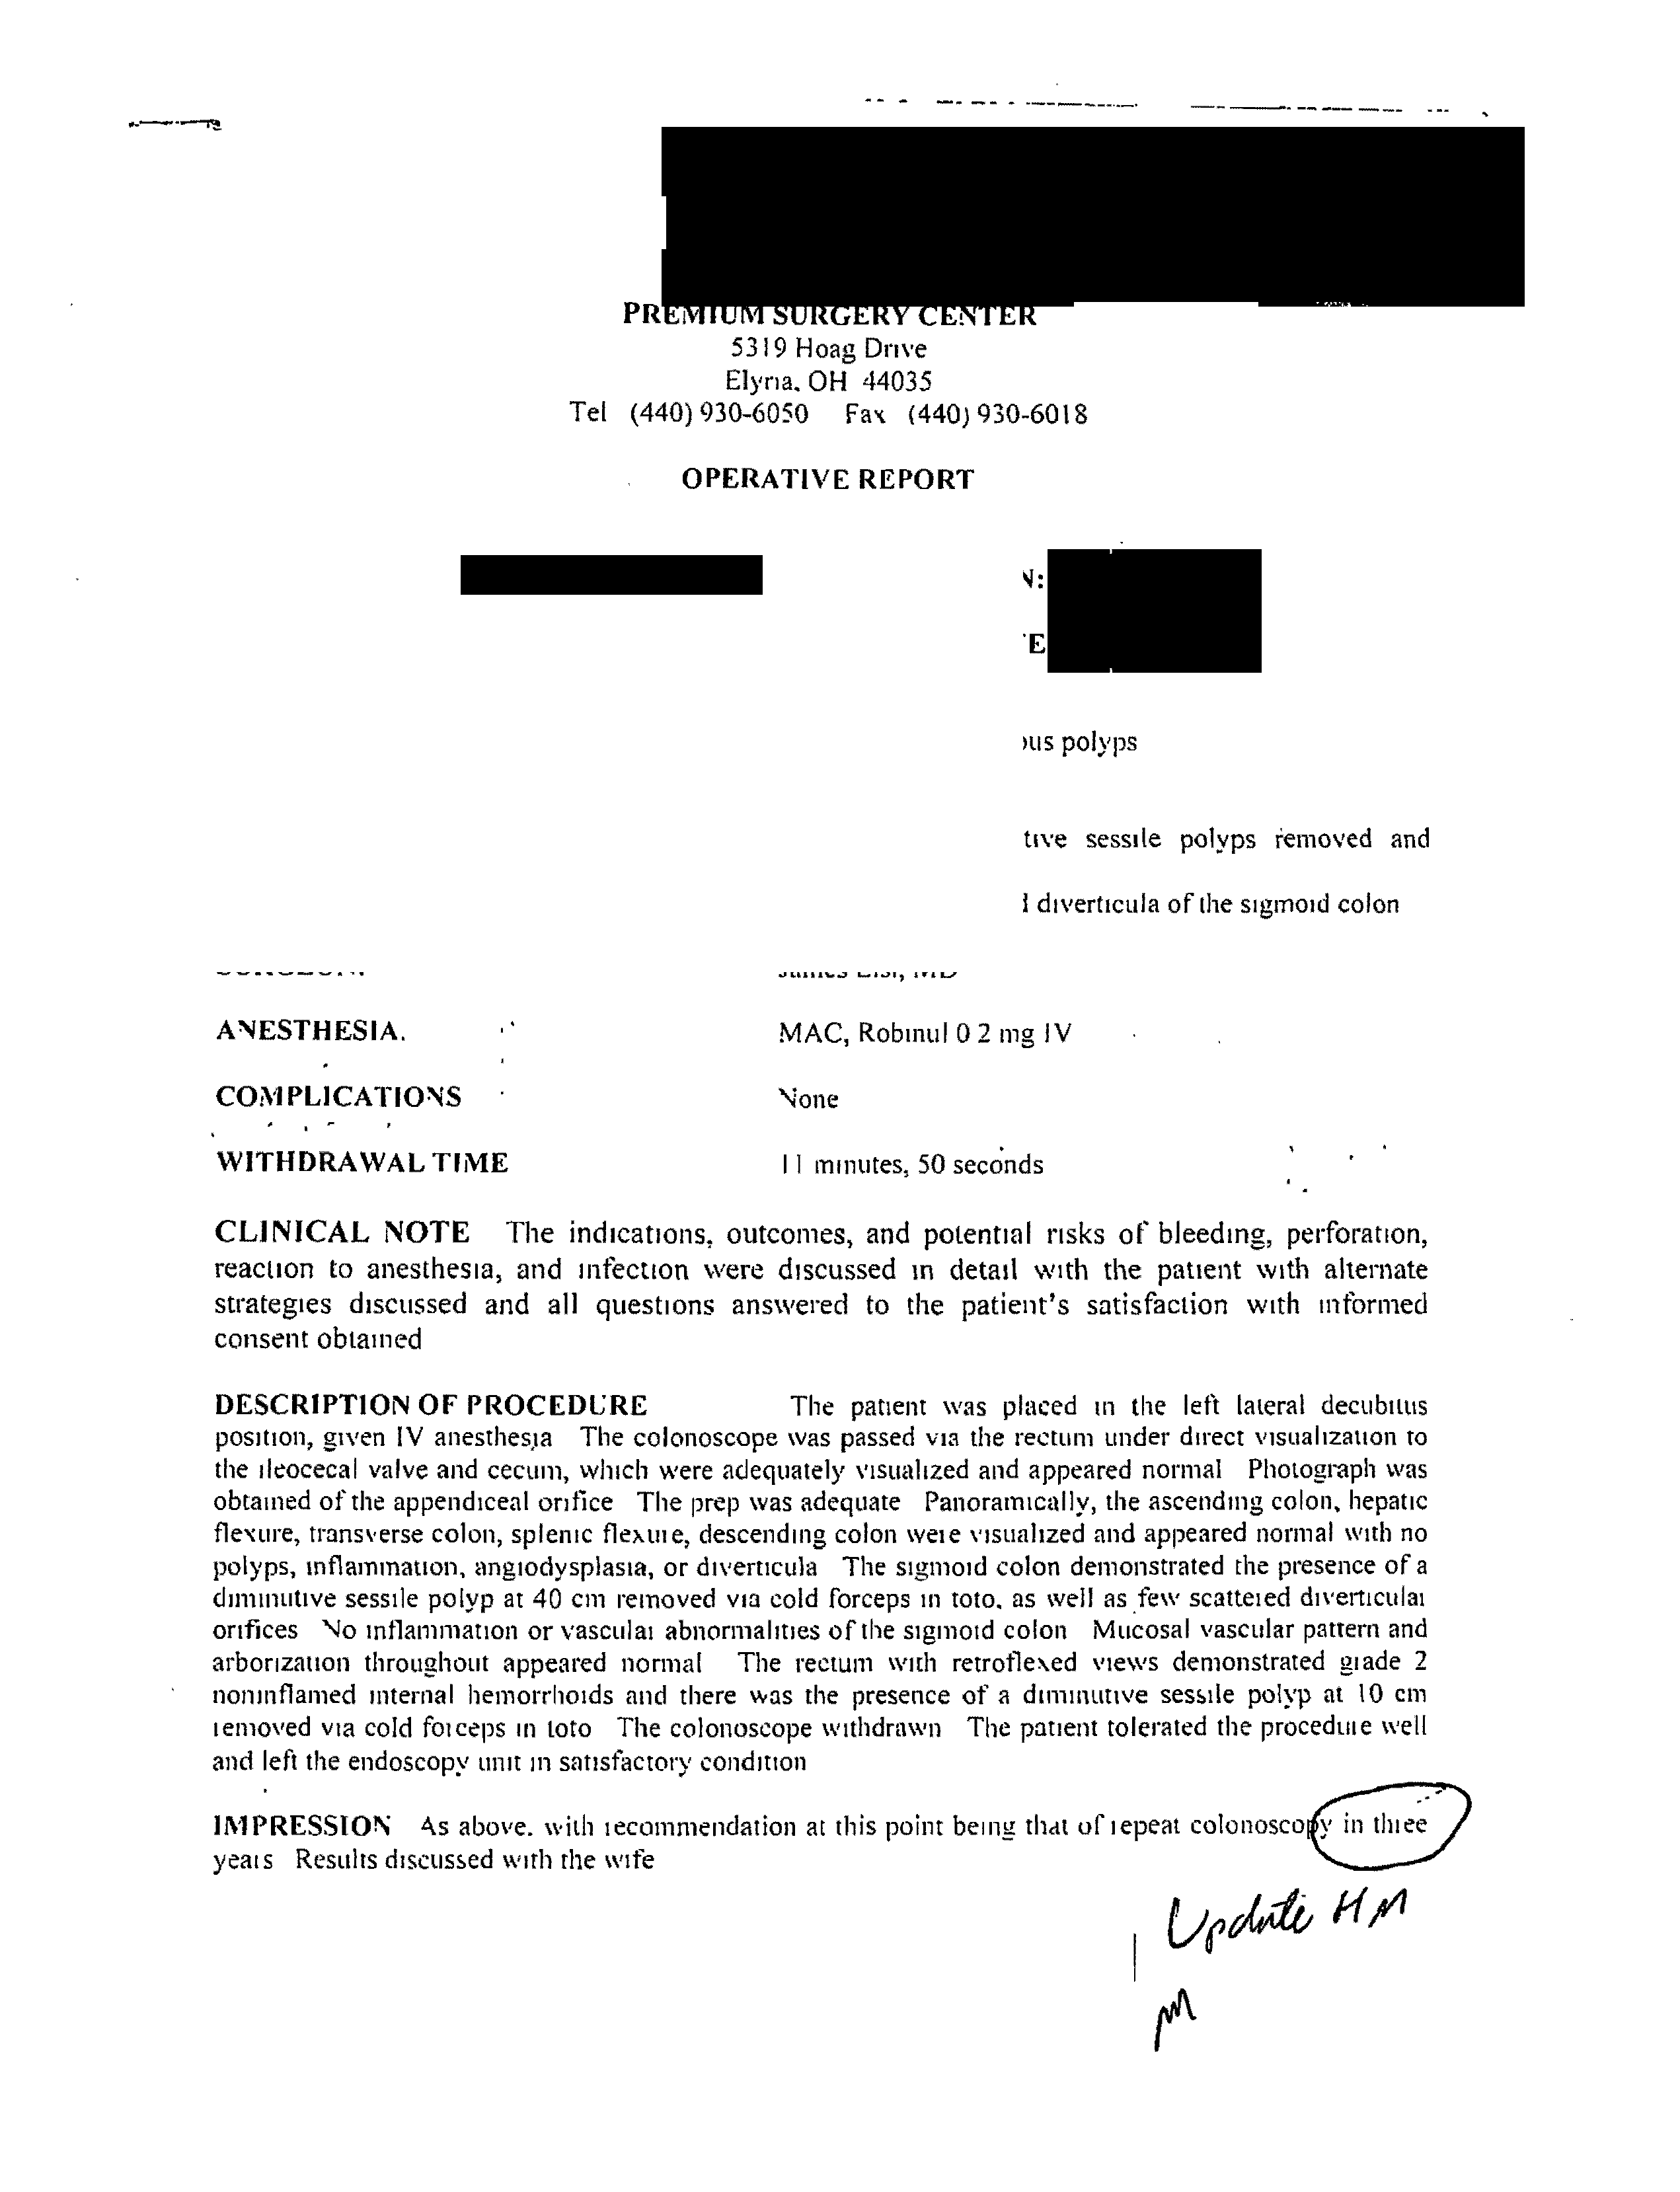 PREMIUM SURGERY CENTER
5319 Hoag Drive
Elyria, OH 44035
Tel (440) 930-6050 Fax (440) 930-6018
OPERATIVE REPORT
N:
E
ous polyps
tive sessile polyps removed and
l diverticula of the sigmoid colon
ANESTHESIA.
MAC, Robinul 0 2 mg IV
COMPLICATIONS
None
WITHDRAWAL TIME
11 minutes, 50 seconds
CLINICAL NOTE The indications, outcomes, and potential risks of bleeding, perforation,
reaction to anesthesia, and infection were discussed in detail with the patient with alternate
strategies discussed and all questions answered to the patient's satisfaction with informed
consent obtained
DESCRIPTION OF PROCEDURE The patient was placed in the left lateral decubitus
position, given IV anesthesia The colonoscope was passed via the rectum under direct visualization to
the ileocecal valve and cecum, which were adequately visualized and appeared normal Photograph was
obtained of the appendiceal orifice The prep was adequate Panoramically, the ascending colon, hepatic
flexure, transverse colon, splenic flexure, descending colon were visualized and appeared normal with no
polyps, inflammation, angiodysplasia, or diverticula The sigmoid colon demonstrated the presence of a
diminutive sessile polyp at 40 cm removed via cold forceps in toto, as well as few scattered diverticular
orifices No inflammation or vascular abnormalities of the sigmoid colon Mucosal vascular pattern and
arborization throughout appeared normal The rectum with retroflexed views demonstrated grade 2
noninflamed internal hemorrhoids and there was the presence of a diminutive sessile polyp at 10 cm
removed via cold forceps in toto The colonoscope withdrawn The patient tolerated the procedure well
and left the endoscopy unit in satisfactory condition
IMPRESSION As above, with recommendation at this point being that of repeat colonoscopy in three
years Results discussed with the wife
Update HM